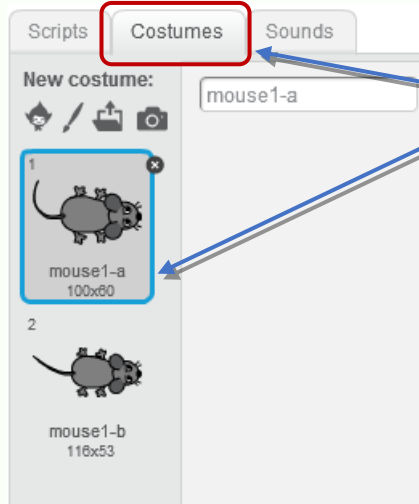 Scripts Costumes Sounds
New costume:
mouse1-a
1
mouse1-a
100x60
2
mouse1-b
116x53